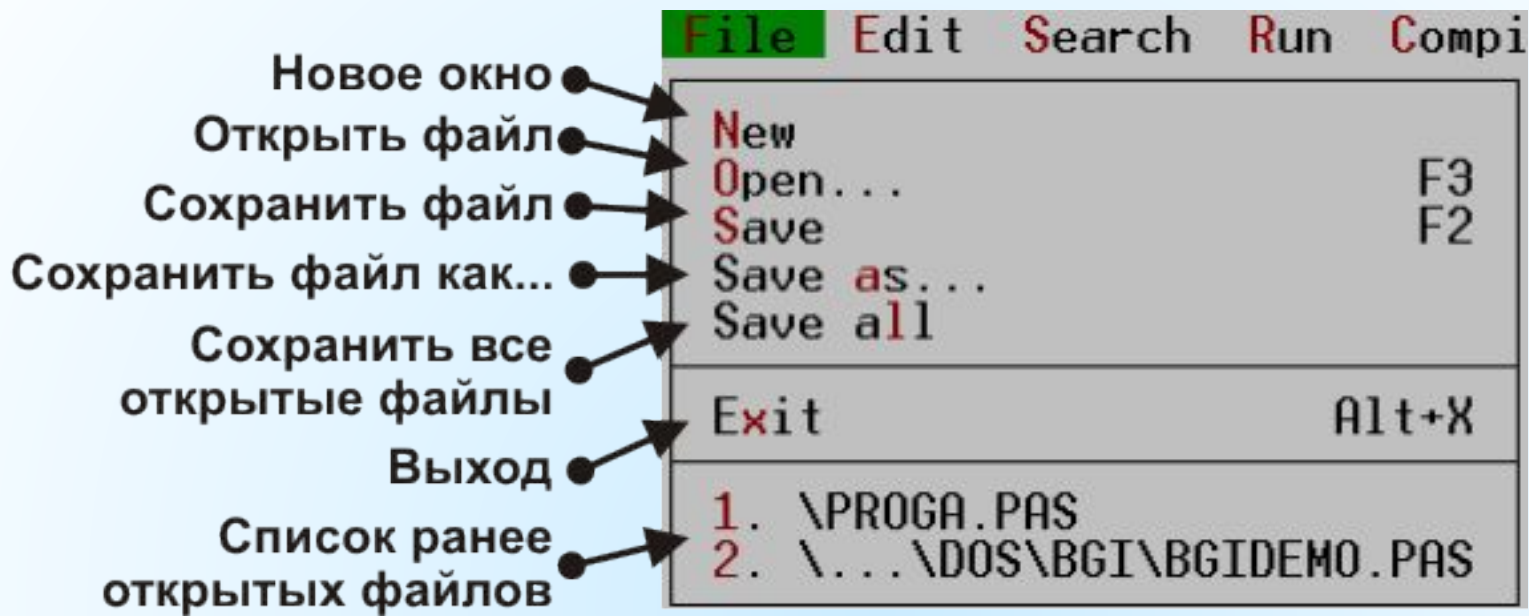 File Edit Search Run Compi
Новое окно
New
Открыть файл
Open... F3
Сохранить файл
Save F2
Сохранить файл как...
Save as...
Сохранить все
открытые файлы
Save all
Выход
Exit Alt+X
Список ранее
открытых файлов
1. \PROGA.PAS
2. \...\DOS\BGI\BGIDEMO.PAS